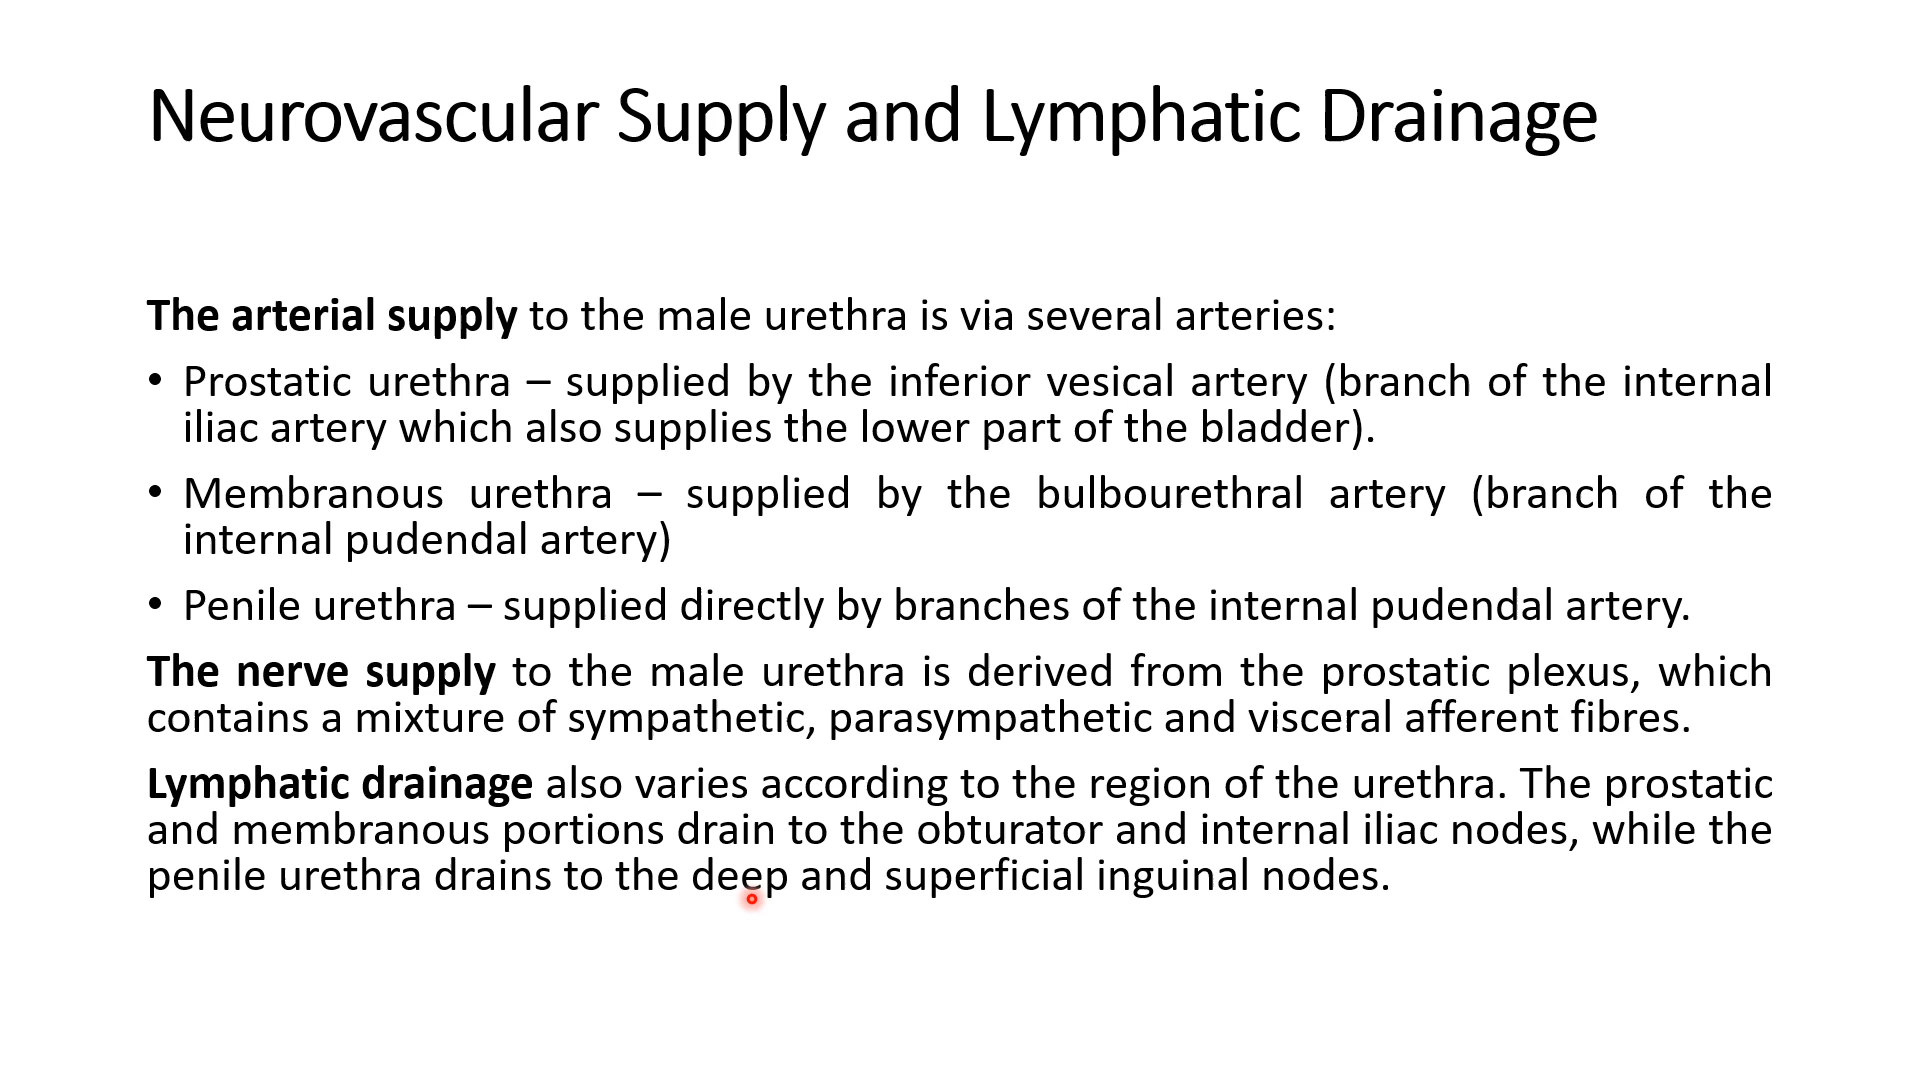 Neurovascular Supply and Lymphatic Drainage
The arterial supply to the male urethra is via several arteries:
• Prostatic urethra – supplied by the inferior vesical artery (branch of the internal
iliac artery which also supplies the lower part of the bladder).
• Membranous urethra – supplied by the bulbourethral artery (branch of the
internal pudendal artery)
• Penile urethra – supplied directly by branches of the internal pudendal artery.
The nerve supply to the male urethra is derived from the prostatic plexus, which
contains a mixture of sympathetic, parasympathetic and visceral afferent fibres.
Lymphatic drainage also varies according to the region of the urethra. The prostatic
and membranous portions drain to the obturator and internal iliac nodes, while the
penile urethra drains to the deep and superficial inguinal nodes.